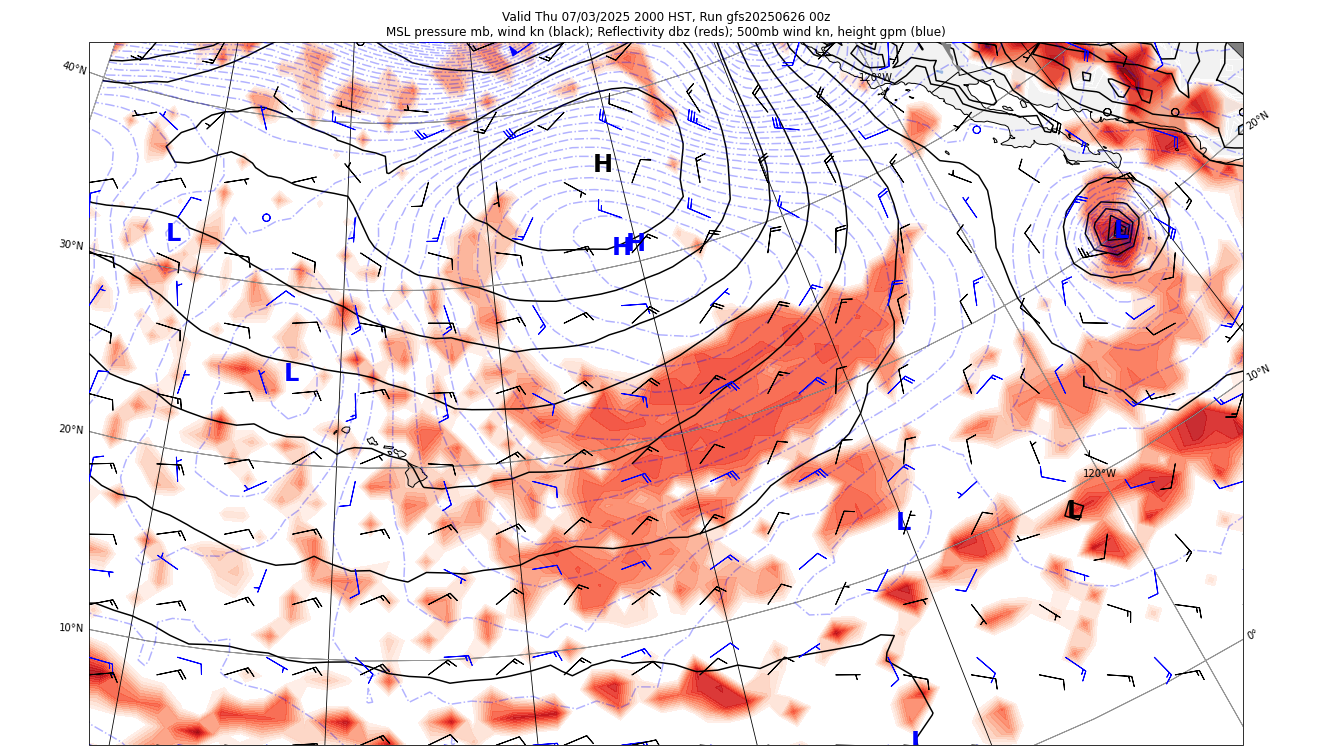 Valid Thu 07/03/2025 2000 HST, Run gfs20250626 00z
MSL pressure mb, wind kn (black); Reflectivity dbz (reds); 500mb wind kn, height gpm (blue)
40°N
120°W
20°N
H
L
30°N
H
H
L
L
10°N
20°N
120°W
L
L
10°N
0°
L